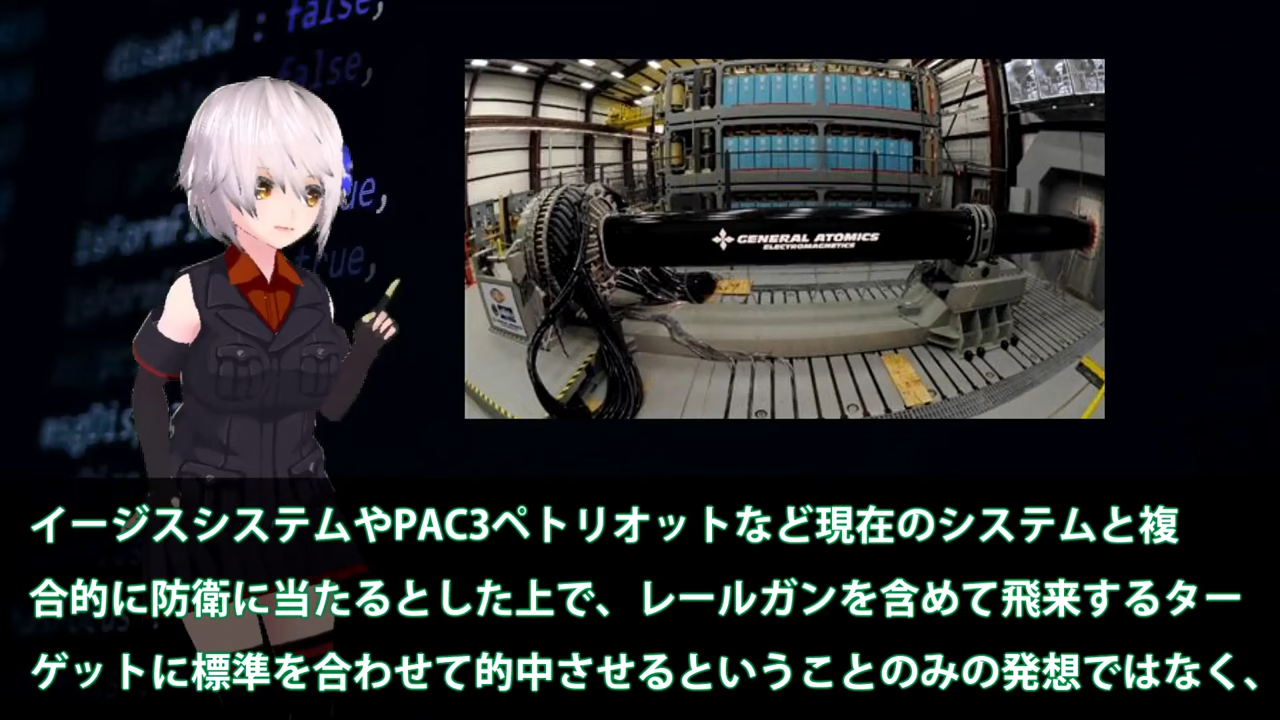 disabled : false,
false,
true,
true,
GENERAL ATOMICS
ELECTROMAGNETICS
イージスシステムやPAC3ペトリオットなど現在のシステムと複
合的に防衛に当たるとした上で、レールガンを含めて飛来するター
ゲットに標準を合わせて的中させるということのみの発想ではなく、